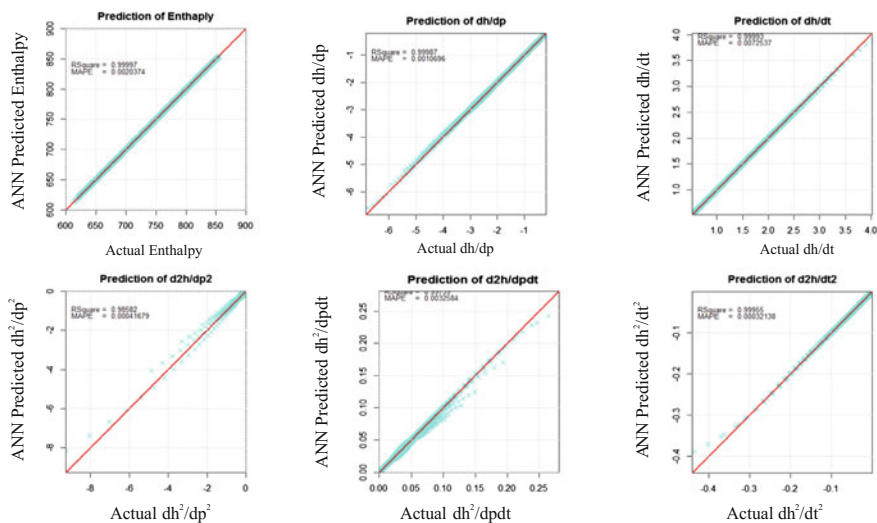 Prediction of Enthaply
RSquare = 0.99997
MAPE = 0.0020374
ANN Predicted Enthalpy
600 650 700 750 800 850 900
600 650 700 750 800 850 900
Actual Enthalpy
Prediction of dh/dp
RSquare = 0.99987
MAPE = 0.0010696
ANN Predicted dh/dp
-6 -5 -4 -3 -2 -1
-6 -5 -4 -3 -2 -1
Actual dh/dp
Prediction of dh/dt
RSquare = 0.99993
MAPE = 0.0072537
ANN Predicted dh/dt
1.0 1.5 2.0 2.5 3.0 3.5 4.0
1.0 1.5 2.0 2.5 3.0 3.5 4.0
Actual dh/dt
Prediction of d2h/dp2
RSquare = 0.98582
MAPE = 0.00041679
ANN Predicted dh²/dp²
-8 -6 -4 -2 0
-8 -6 -4 -2 0
Actual dh²/dp²
Prediction of d2h/dpdt
RSquare =
MAPE = 0.0032584
ANN Predicted dh²/dpdt
0.00 0.05 0.10 0.15 0.20 0.25
0.00 0.05 0.10 0.15 0.20 0.25
Actual dh²/dpdt
Prediction of d2h/dt2
RSquare = 0.99955
MAPE = 0.00032138
ANN Predicted dh²/dt²
-0.4 -0.3 -0.2 -0.1
-0.4 -0.3 -0.2 -0.1 -0.0
Actual dh²/dt²